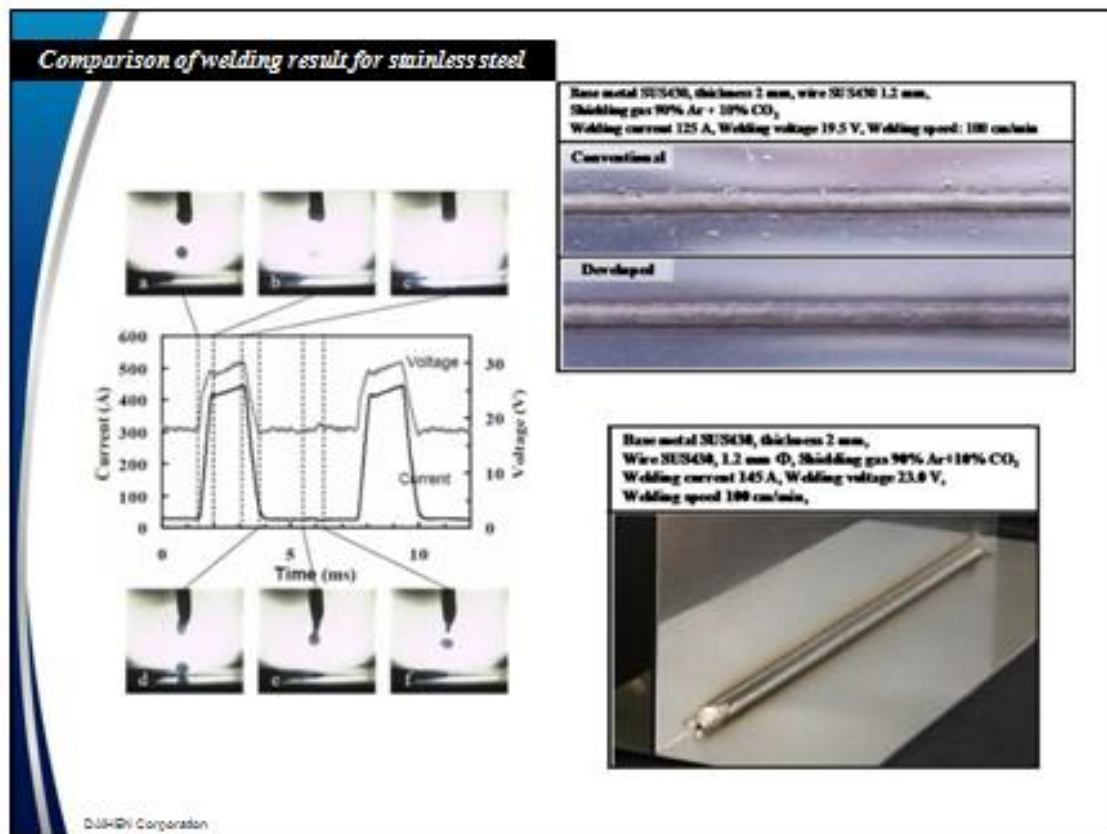 Comparison of welding result for stainless steel
Base metal SUS430, thickness 2 mm, wire SUS430 1.2 mm,
Shielding gas 90% Ar + 10% CO₂
Welding current 125 A, Welding voltage 19.5 V, Welding speed: 100 cm/min
Conventional
Developed
a b c
600
500
400
300
200
100
0
Current (A)
Voltage
Current
30
20
10
0
Voltage (V)
0 5 10
Time (ms)
d e f
Base metal SUS430, thickness 2 mm,
Wire SUS430, 1.2 mm Φ, Shielding gas 90% Ar+10% CO₂
Welding current 145 A, Welding voltage 23.0 V,
Welding speed 100 cm/min,
DAIHEN Corporation